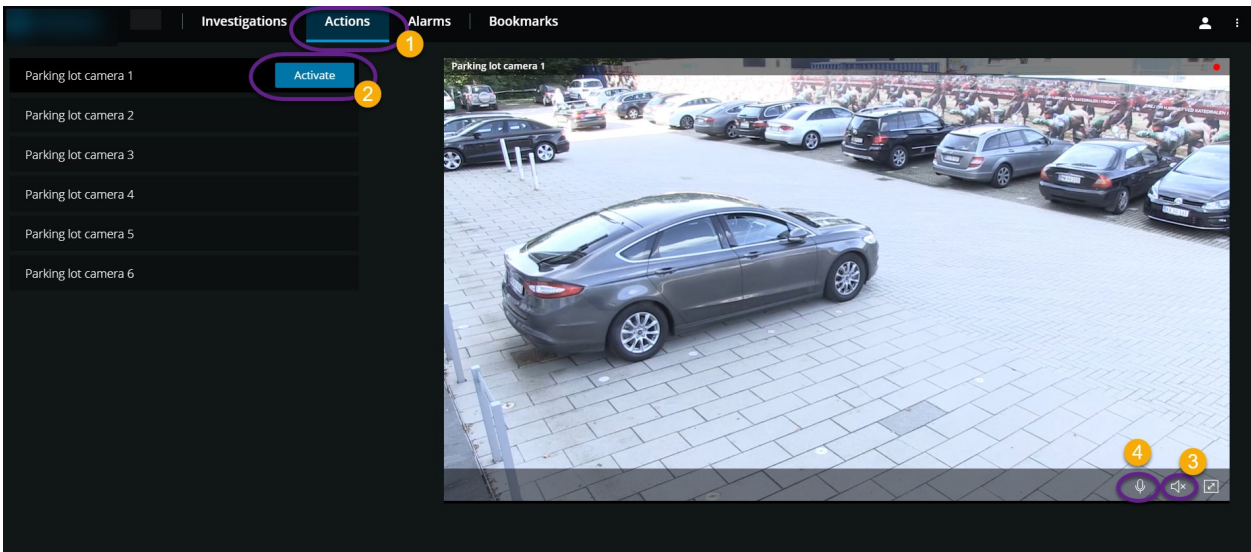 Investigations Actions Alarms Bookmarks
1
Parking lot camera 1 Activate
2
Parking lot camera 2
Parking lot camera 3
Parking lot camera 4
Parking lot camera 5
Parking lot camera 6
Parking lot camera 1
4
3